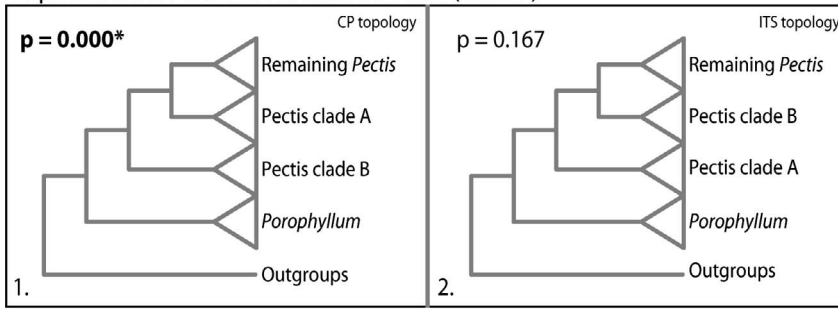 CP topology
p = 0.000*
Remaining Pectis
Pectis clade A
Pectis clade B
Porophyllum
Outgroups
1.
ITS topology
p = 0.167
Remaining Pectis
Pectis clade B
Pectis clade A
Porophyllum
Outgroups
2.